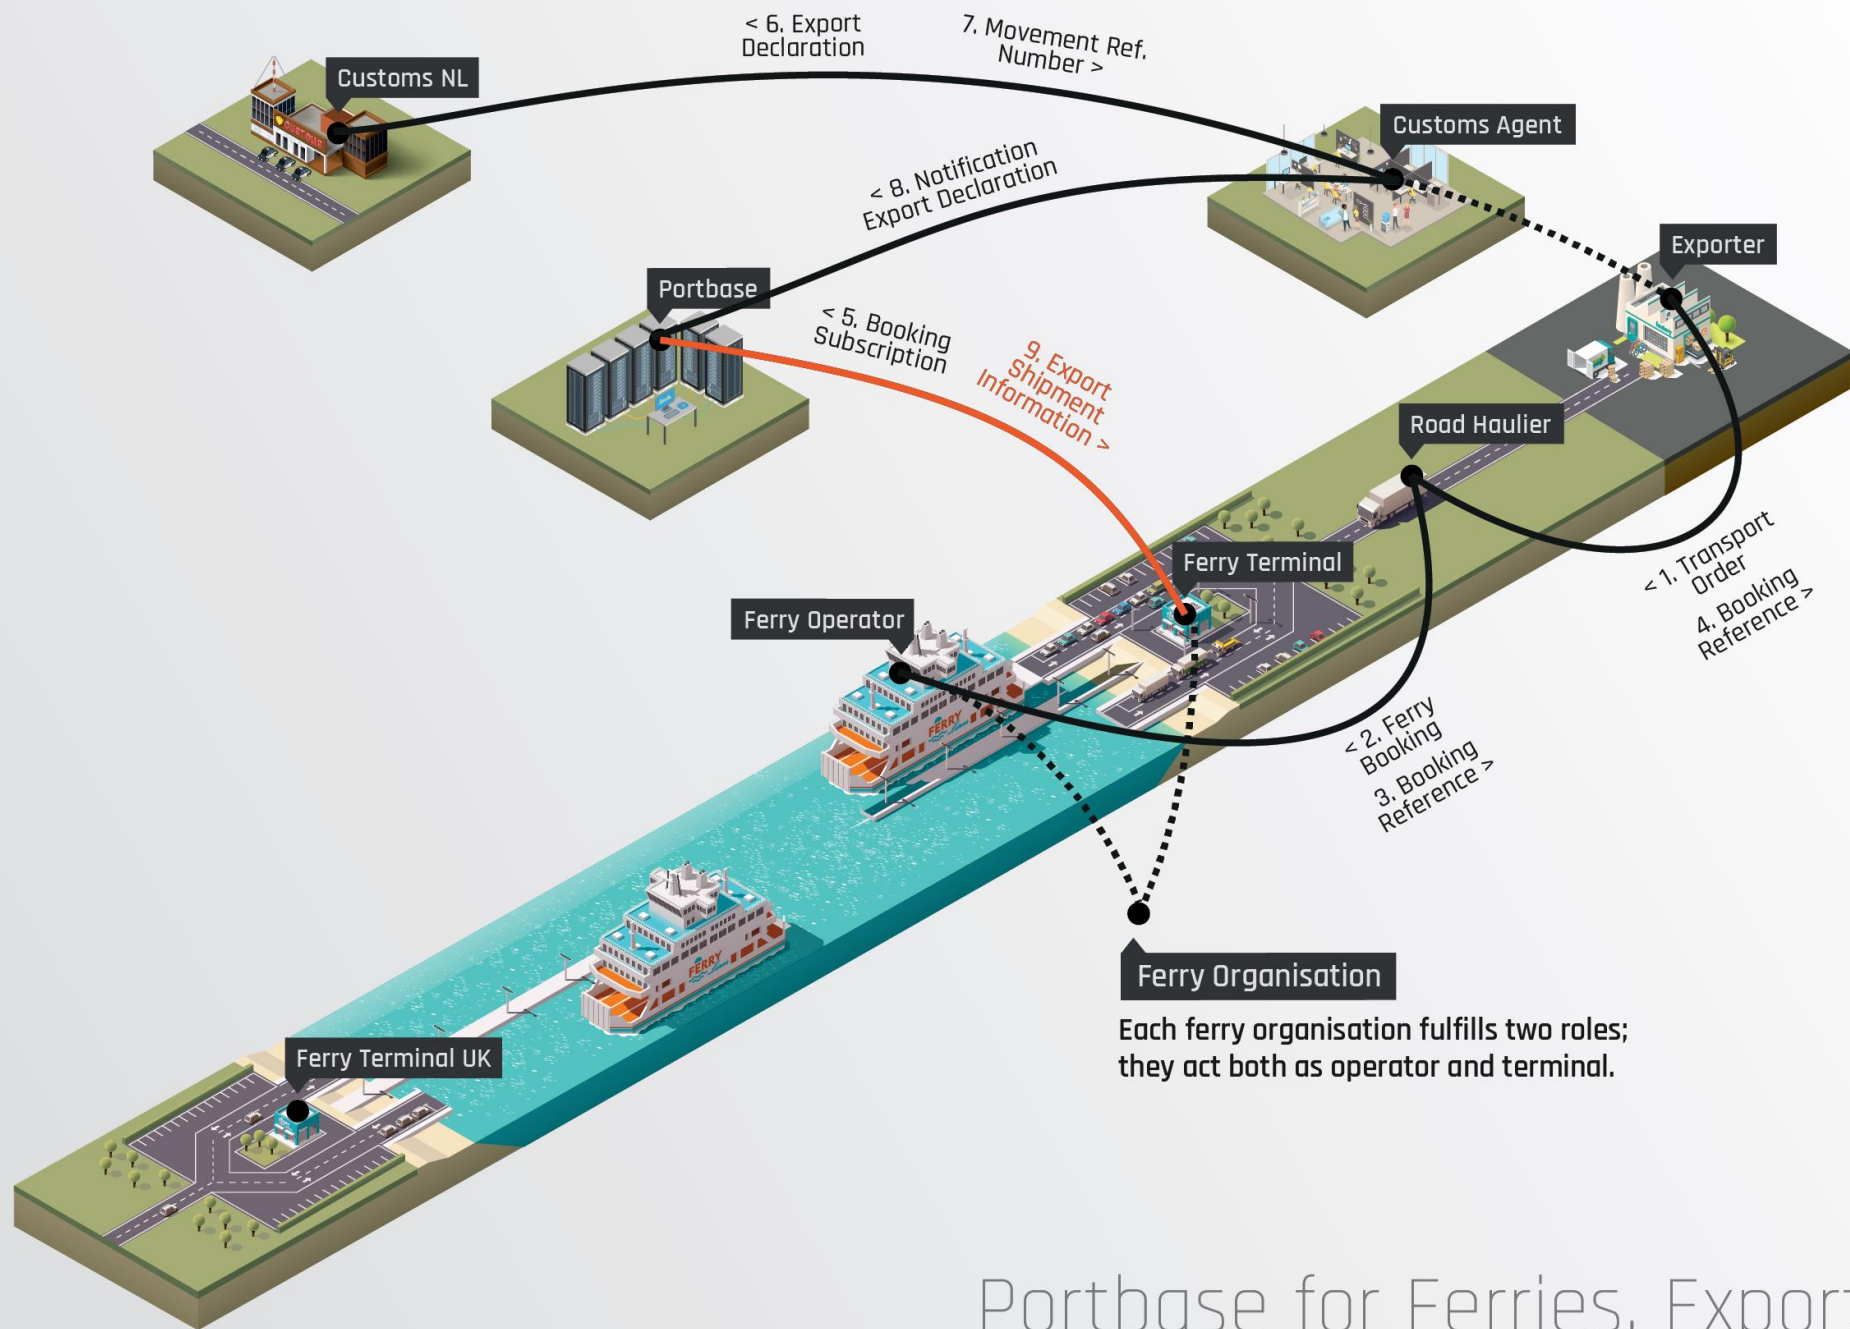 < 6. Export
Declaration
7. Movement Ref.
Number >
Customs NL
CUSTOMS
Customs Agent
< 8. Notification
Export Declaration
Exporter
Portbase
< 5. Booking
Subscription
9. Export
Shipment
Information >
Road Haulier
Ferry Terminal
< 1. Transport
Order
4. Booking
Reference >
Ferry Operator
FERRY
< 2. Ferry
Booking
3. Booking
Reference >
FERRY
Ferry Organisation
Each ferry organisation fulfills two roles;
they act both as operator and terminal.
Ferry Terminal UK
Portbase for Ferries. Export